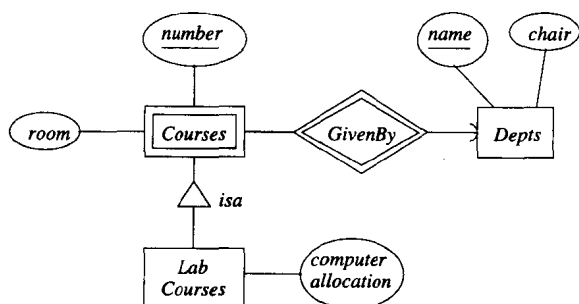 number
name
chair
room
Courses
GivenBy
Depts
isa
Lab
Courses
computer
allocation